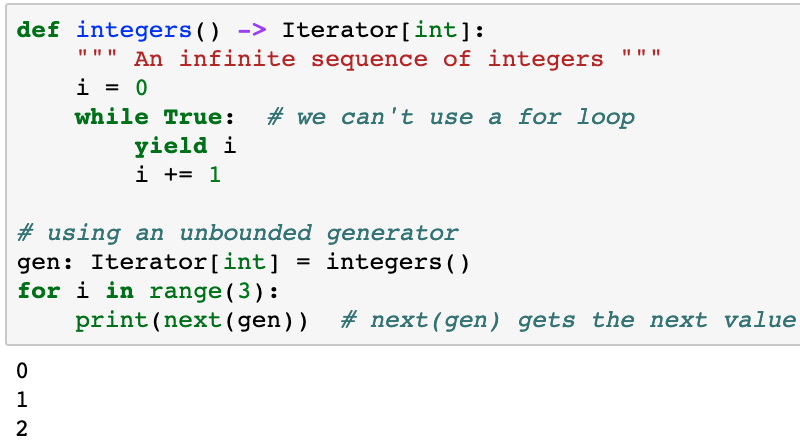 def integers() -> Iterator[int]:
    """ An infinite sequence of integers """
    i = 0
    while True:  # we can't use a for loop
        yield i
        i += 1

# using an unbounded generator
gen: Iterator[int] = integers()
for i in range(3):
    print(next(gen))  # next(gen) gets the next value
0
1
2